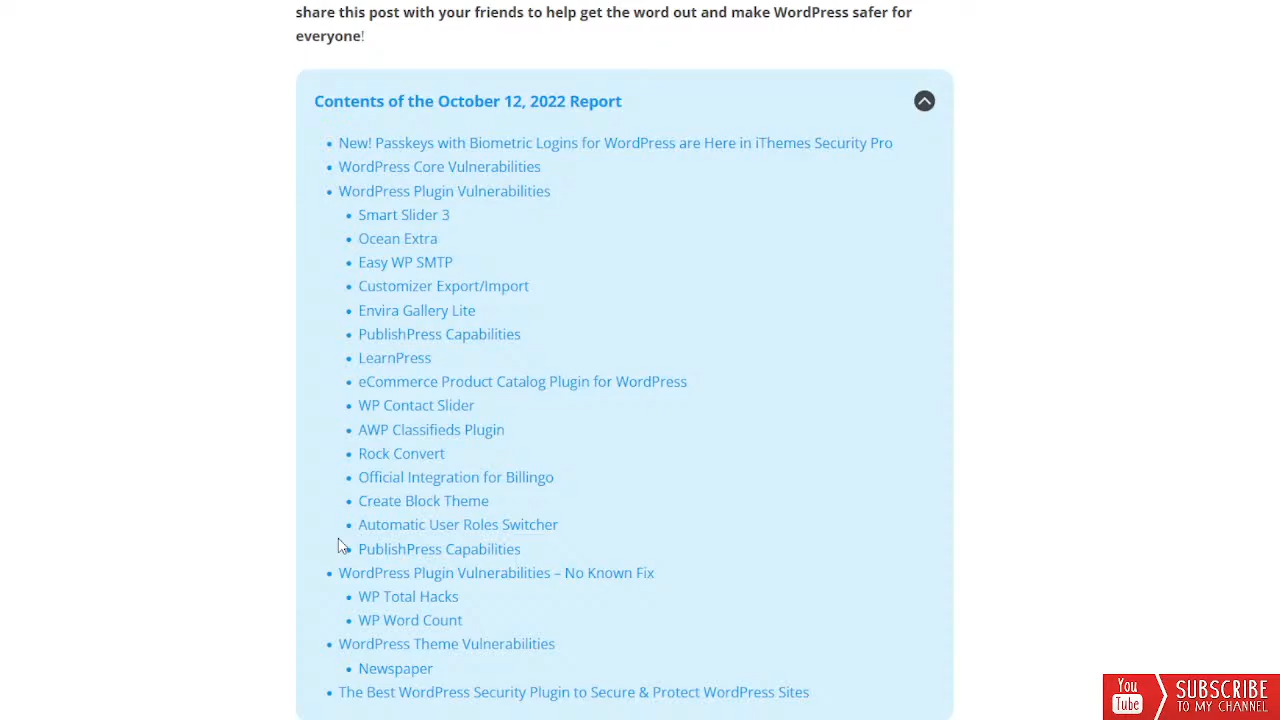 share this post with your friends to help get the word out and make WordPress safer for
everyone!
Contents of the October 12, 2022 Report
New! Passkeys with Biometric Logins for WordPress are Here in iThemes Security Pro
WordPress Core Vulnerabilities
WordPress Plugin Vulnerabilities
Smart Slider 3
Ocean Extra
Easy WP SMTP
Customizer Export/Import
Envira Gallery Lite
PublishPress Capabilities
LearnPress
eCommerce Product Catalog Plugin for WordPress
WP Contact Slider
AWP Classifieds Plugin
Rock Convert
Official Integration for Billingo
Create Block Theme
Automatic User Roles Switcher
PublishPress Capabilities
WordPress Plugin Vulnerabilities – No Known Fix
WP Total Hacks
WP Word Count
WordPress Theme Vulnerabilities
Newspaper
The Best WordPress Security Plugin to Secure & Protect WordPress Sites
You
Tube
SUBSCRIBE
TO MY CHANNEL